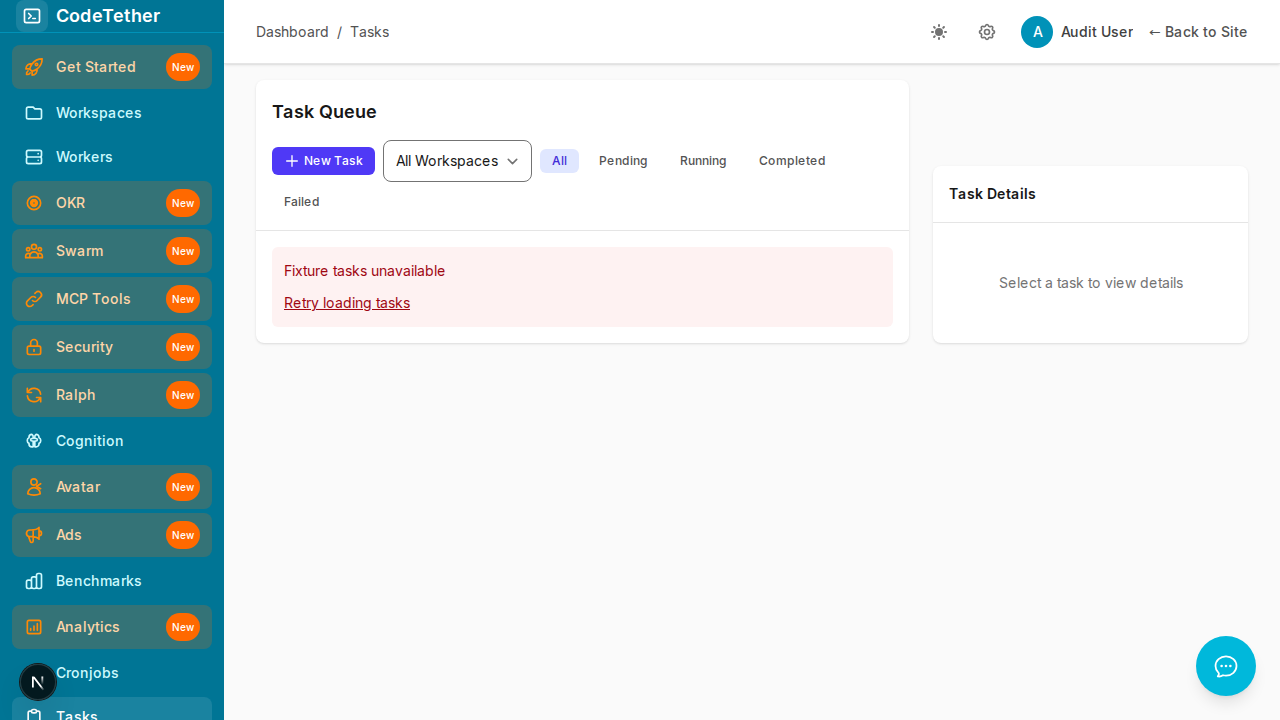 CodeTether
Get Started New
Workspaces
Workers
OKR New
Swarm New
MCP Tools New
Security New
Ralph New
Cognition
Avatar New
Ads New
Benchmarks
Analytics New
Cronjobs
Tasks
N
Dashboard / Tasks
A Audit User ← Back to Site
Task Queue
New Task All Workspaces All Pending Running Completed
Failed
Fixture tasks unavailable
Retry loading tasks
Task Details
Select a task to view details